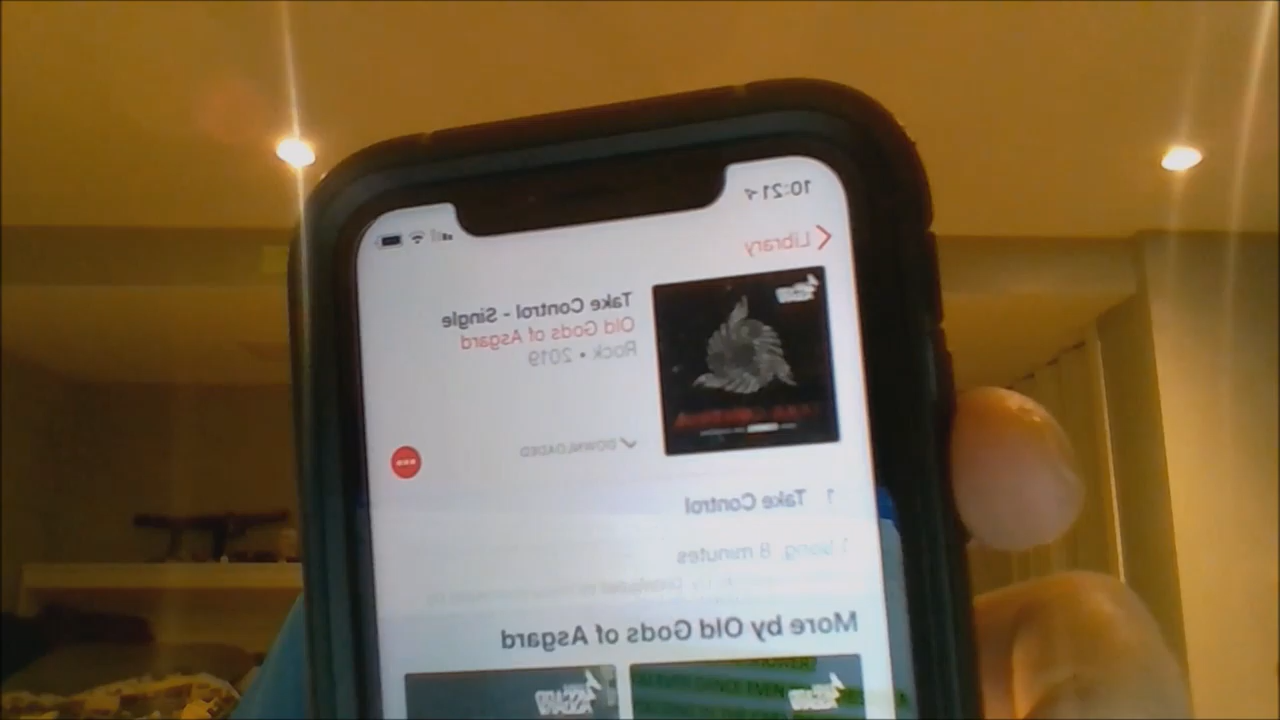 10:21
Library
Take Control - Single
Old Gods of Asgard
Rock • 2019
DOWNLOADED
1 Take Control
1 song, 8 minutes
More by Old Gods of Asgard